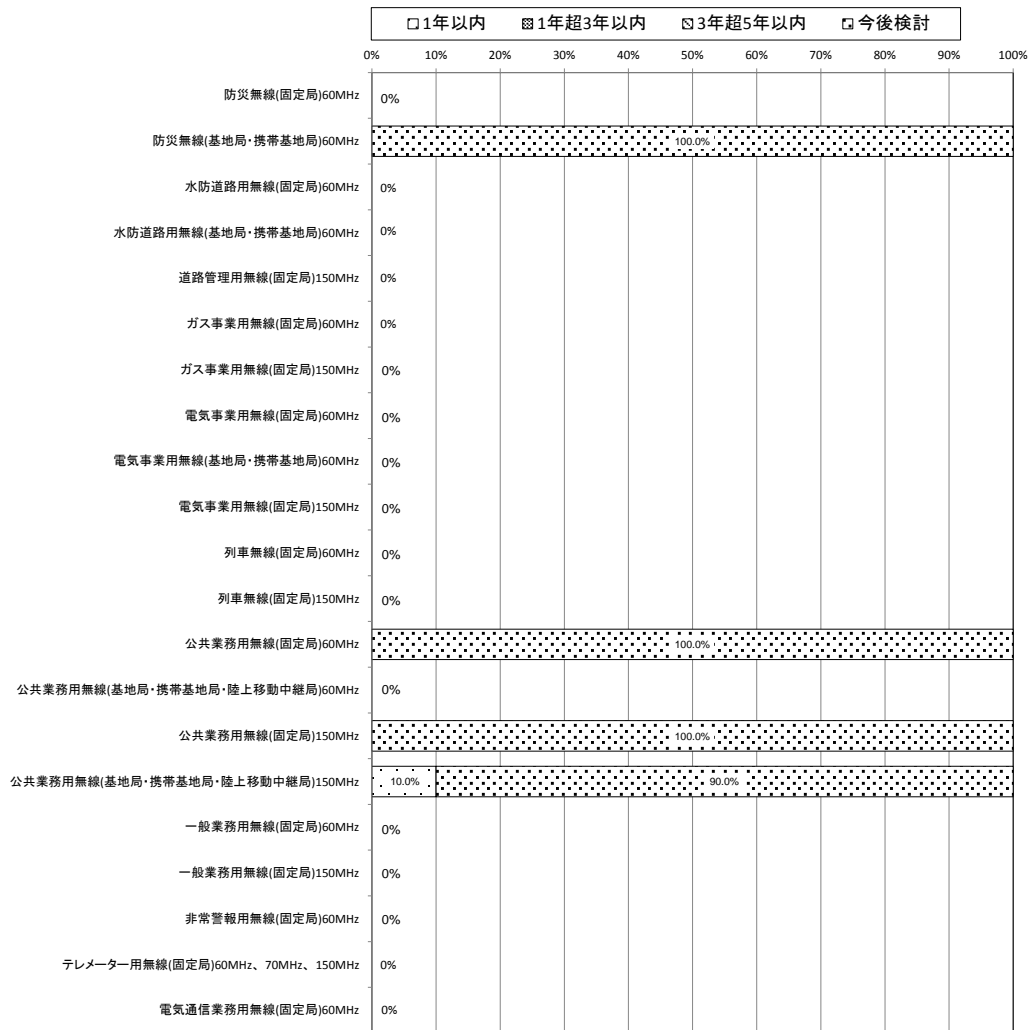 1年以内 1年超3年以内 3年超5年以内 今後検討
0% 10% 20% 30% 40% 50% 60% 70% 80% 90% 100%
防災無線(固定局)60MHz 0%
防災無線(基地局・携帯基地局)60MHz 100.0%
水防道路用無線(固定局)60MHz 0%
水防道路用無線(基地局・携帯基地局)60MHz 0%
道路管理用無線(固定局)150MHz 0%
ガス事業用無線(固定局)60MHz 0%
ガス事業用無線(固定局)150MHz 0%
電気事業用無線(固定局)60MHz 0%
電気事業用無線(基地局・携帯基地局)60MHz 0%
電気事業用無線(固定局)150MHz 0%
列車無線(固定局)60MHz 0%
列車無線(固定局)150MHz 0%
公共業務用無線(固定局)60MHz 100.0%
公共業務用無線(基地局・携帯基地局・陸上移動中継局)60MHz 0%
公共業務用無線(固定局)150MHz 100.0%
公共業務用無線(基地局・携帯基地局・陸上移動中継局)150MHz 10.0% 90.0%
一般業務用無線(固定局)60MHz 0%
一般業務用無線(固定局)150MHz 0%
非常警報用無線(固定局)60MHz 0%
テレメーター用無線(固定局)60MHz、70MHz、150MHz 0%
電気通信業務用無線(固定局)60MHz 0%